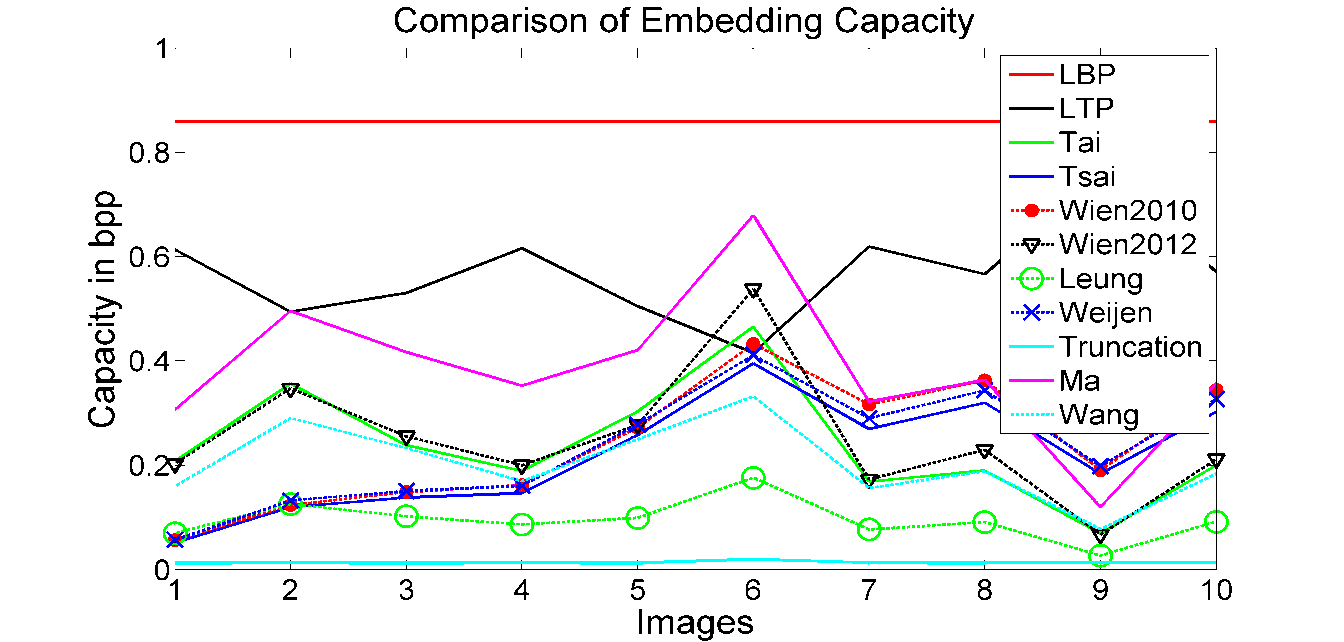 Comparison of Embedding Capacity
Capacity in bpp
1
0.8
0.6
0.4
0.2
0
1 2 3 4 5 6 7 8 9 10
Images
LBP
LTP
Tai
Tsai
Wien2010
Wien2012
Leung
Weijen
Truncation
Ma
Wang